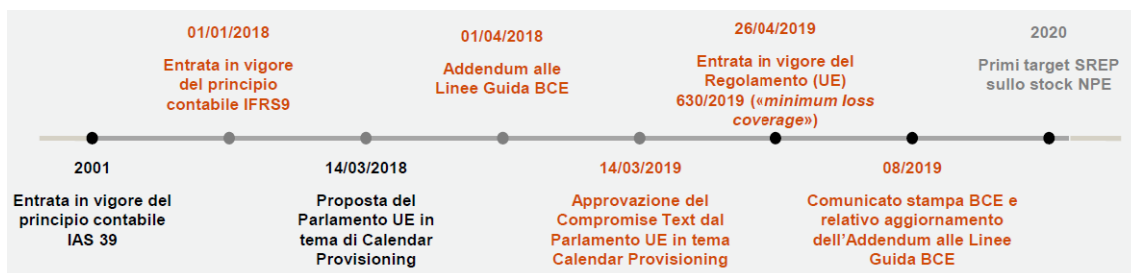 01/01/2018
Entrata in vigore
del principio
contabile IFRS9
01/04/2018
Addendum alle
Linee Guida BCE
26/04/2019
Entrata in vigore del
Regolamento (UE)
630/2019 («minimum loss
coverage»)
2020
Primi target SREP
sullo stock NPE
2001
Entrata in vigore del
principio contabile
IAS 39
14/03/2018
Proposta del
Parlamento UE in
tema di Calendar
Provisioning
14/03/2019
Approvazione del
Compromise Text dal
Parlamento UE in tema
Calendar Provisioning
08/2019
Comunicato stampa BCE e
relativo aggiornamento
dell'Addendum alle Linee
Guida BCE